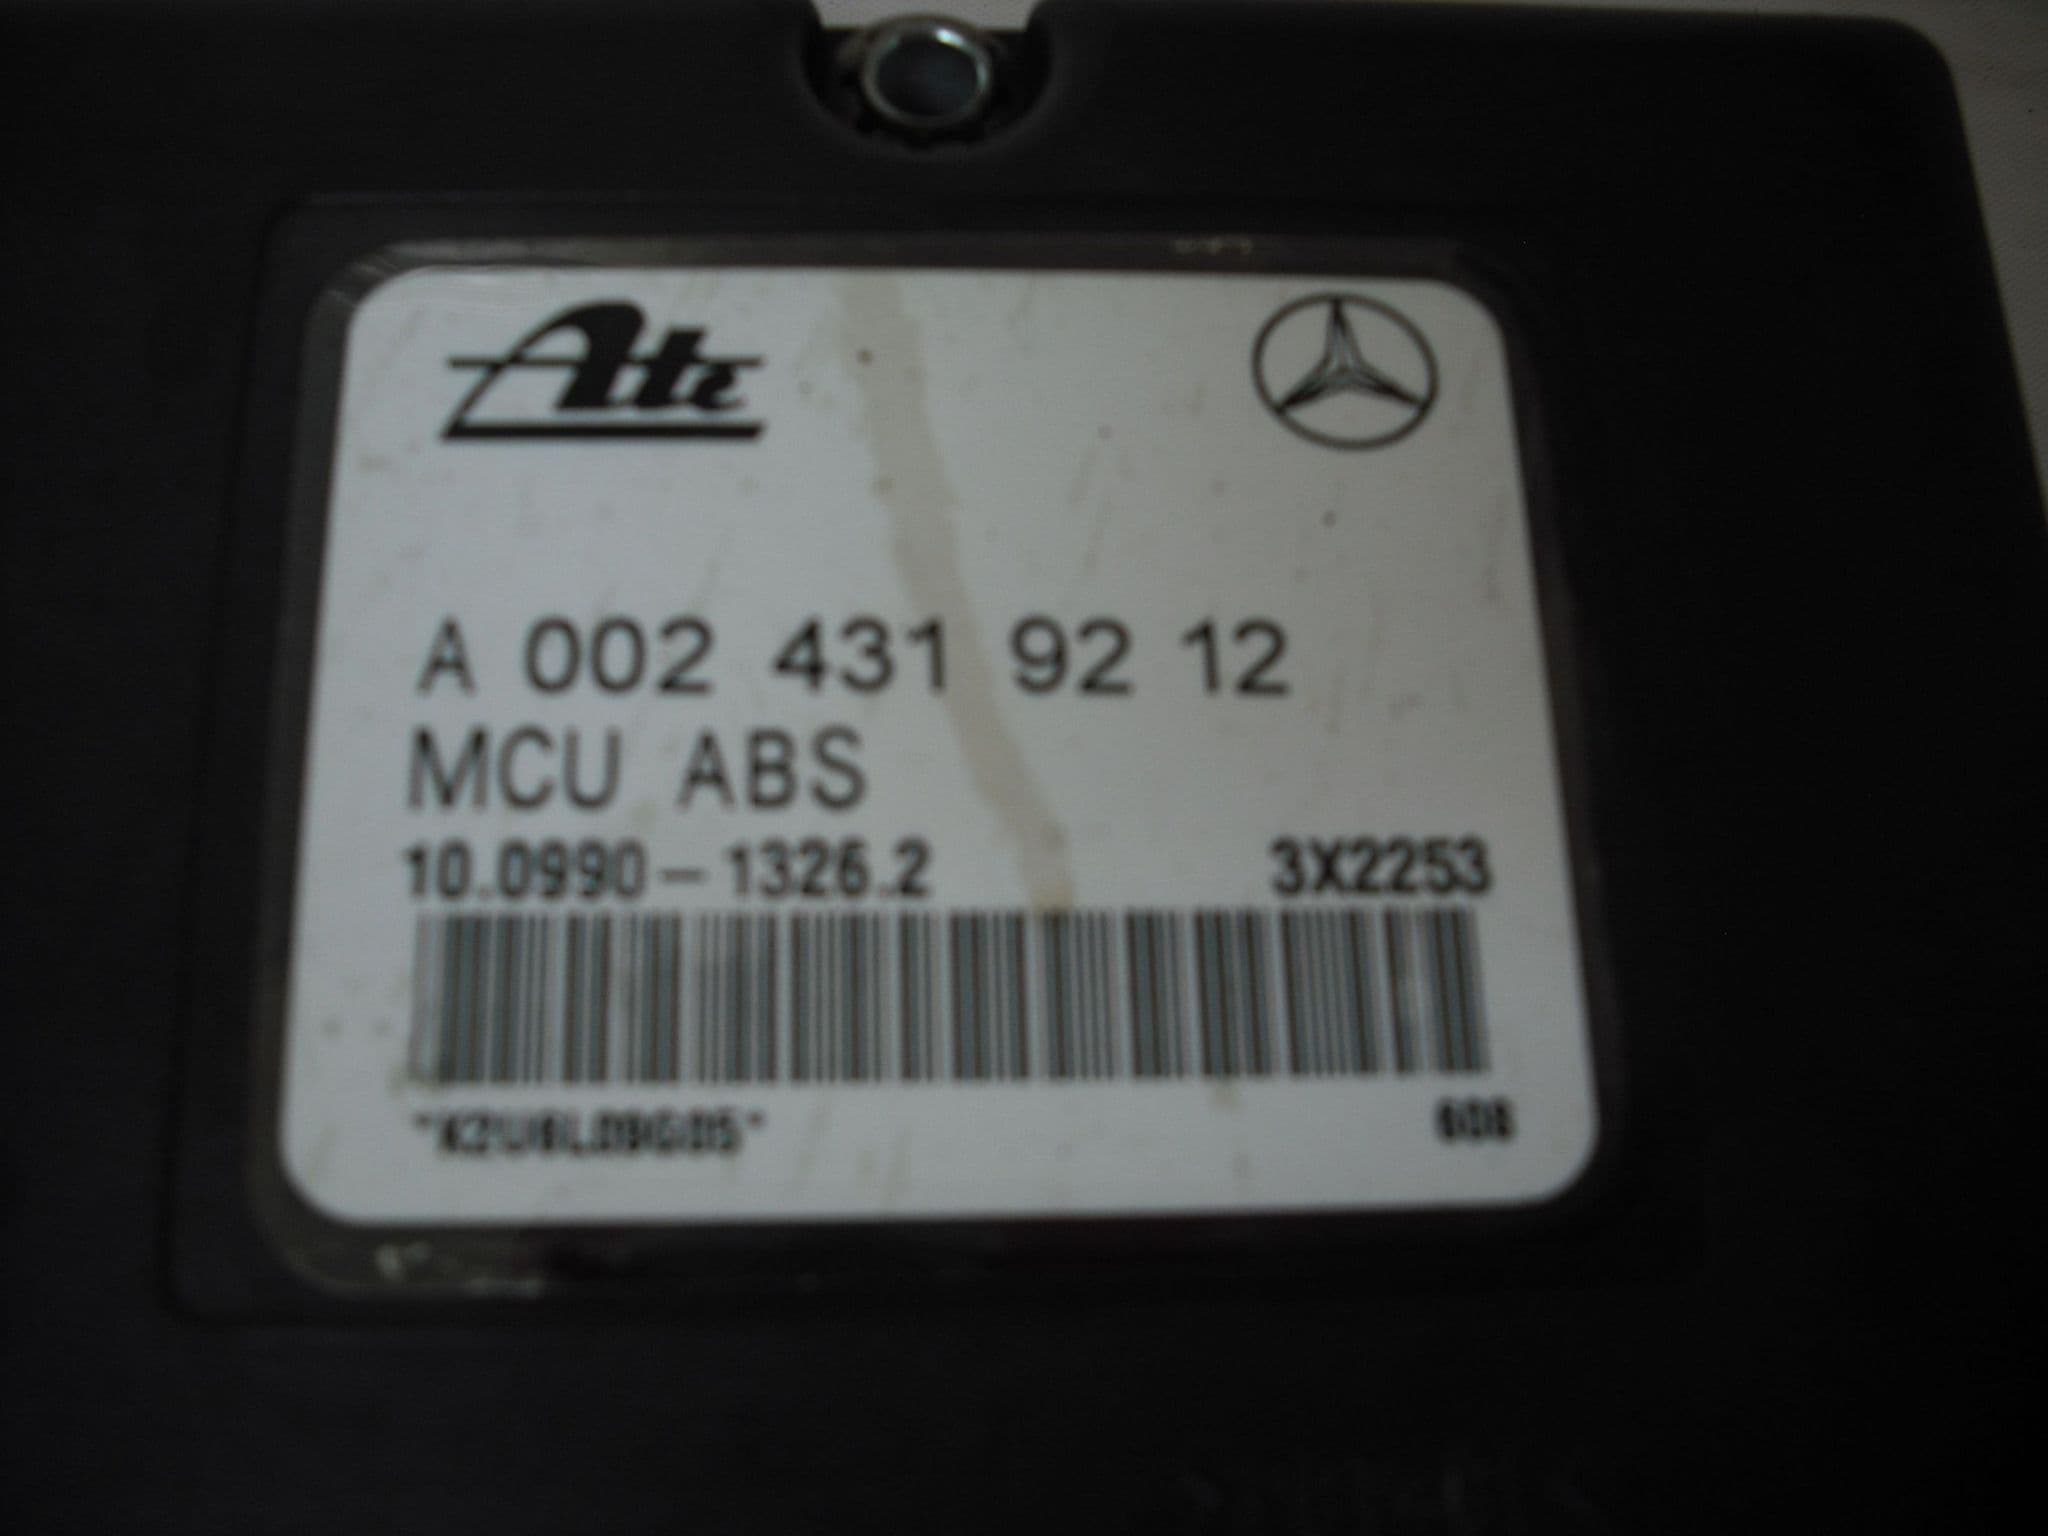 Ate
A 002 431 92 12
MCU ABS
10.0990-1326.2 3X2253